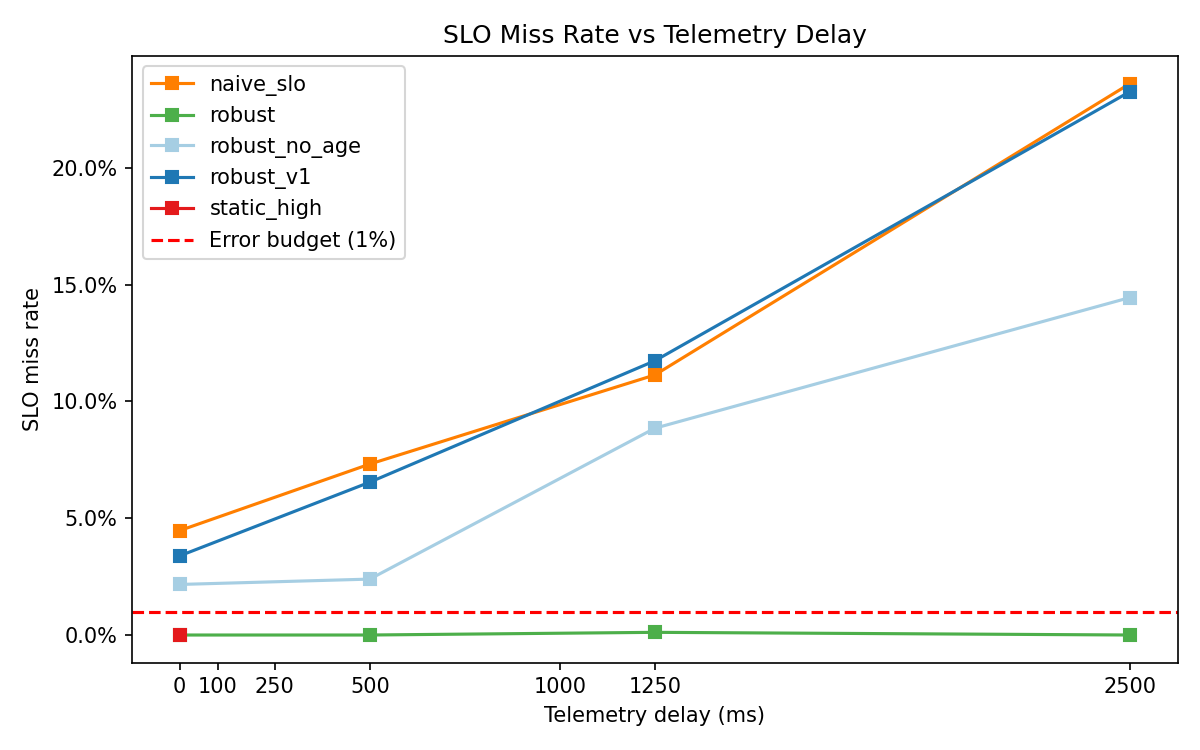 SLO Miss Rate vs Telemetry Delay
naive_slo
robust
robust_no_age
robust_v1
static_high
Error budget (1%)
SLO miss rate
20.0%
15.0%
10.0%
5.0%
0.0%
0 100 250 500 1000 1250 2500
Telemetry delay (ms)